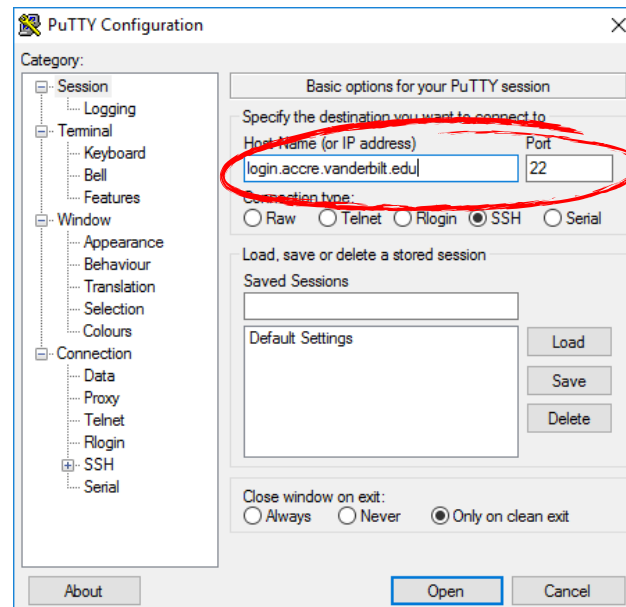 PuTTY Configuration
Category:
Session
Logging
Terminal
Keyboard
Bell
Features
Window
Appearance
Behaviour
Translation
Selection
Colours
Connection
Data
Proxy
Telnet
Rlogin
SSH
Serial
Basic options for your PuTTY session
Specify the destination you want to connect to
Host Name (or IP address) Port
login.accre.vanderbilt.edu 22
Connection type:
Raw Telnet Rlogin SSH Serial
Load, save or delete a stored session
Saved Sessions
Default Settings
Load
Save
Delete
Close window on exit:
Always Never Only on clean exit
About Open Cancel